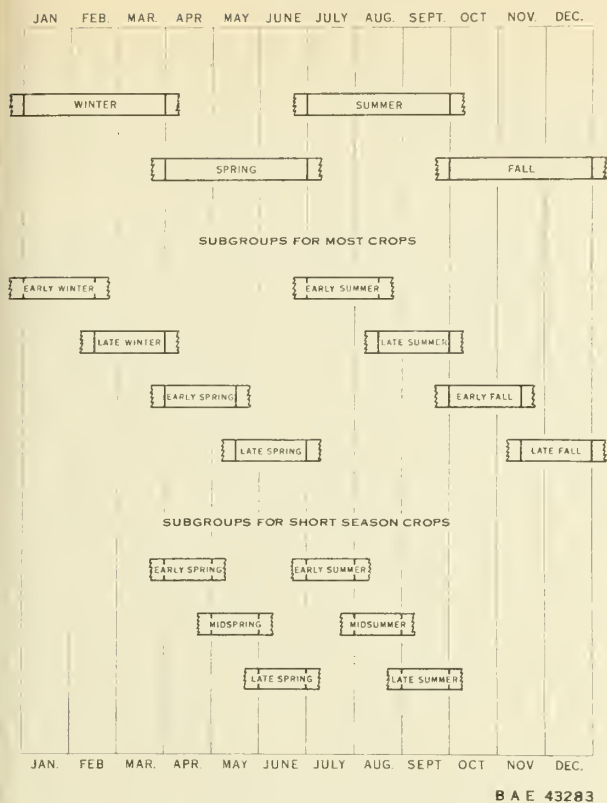 JAN FEB. MAR. APR MAY JUNE JULY AUG. SEPT. OCT NOV. DEC.
WINTER SUMMER
SPRING FALL
SUBGROUPS FOR MOST CROPS
EARLY WINTER EARLY SUMMER
LATE WINTER LATE SUMMER
EARLY SPRING EARLY FALL
LATE SPRING LATE FALL
SUBGROUPS FOR SHORT SEASON CROPS
EARLY SPRING EARLY SUMMER
MIDSPRING MIDSUMMER
LATE SPRING LATE SUMMER
JAN. FEB MAR. APR. MAY JUNE JULY AUG. SEPT OCT NOV DEC.
BAE 43283